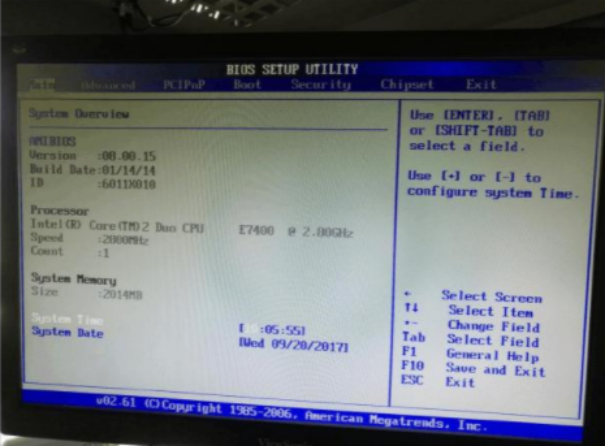 BIOS SETUP UTILITY
Main Advanced PCIPnP Boot Security Chipset Exit
System Overview
AMIBIOS
Version :08.00.15
Build Date:01/14/14
ID :6011X010
Processor
Intel(R) Core(TM)2 Duo CPU E7400 @ 2.80GHz
Speed :2800MHz
Count :1
System Memory
Size :2014MB
System Time [ :05:55]
System Date [Wed 09/20/2017]
Use [ENTER], [TAB]
or [SHIFT-TAB] to
select a field.
Use [+] or [-] to
configure system Time.
← Select Screen
↑↓ Select Item
+- Change Field
Tab Select Field
F1 General Help
F10 Save and Exit
ESC Exit
v02.61 (C)Copyright 1985-2006, American Megatrends, Inc.